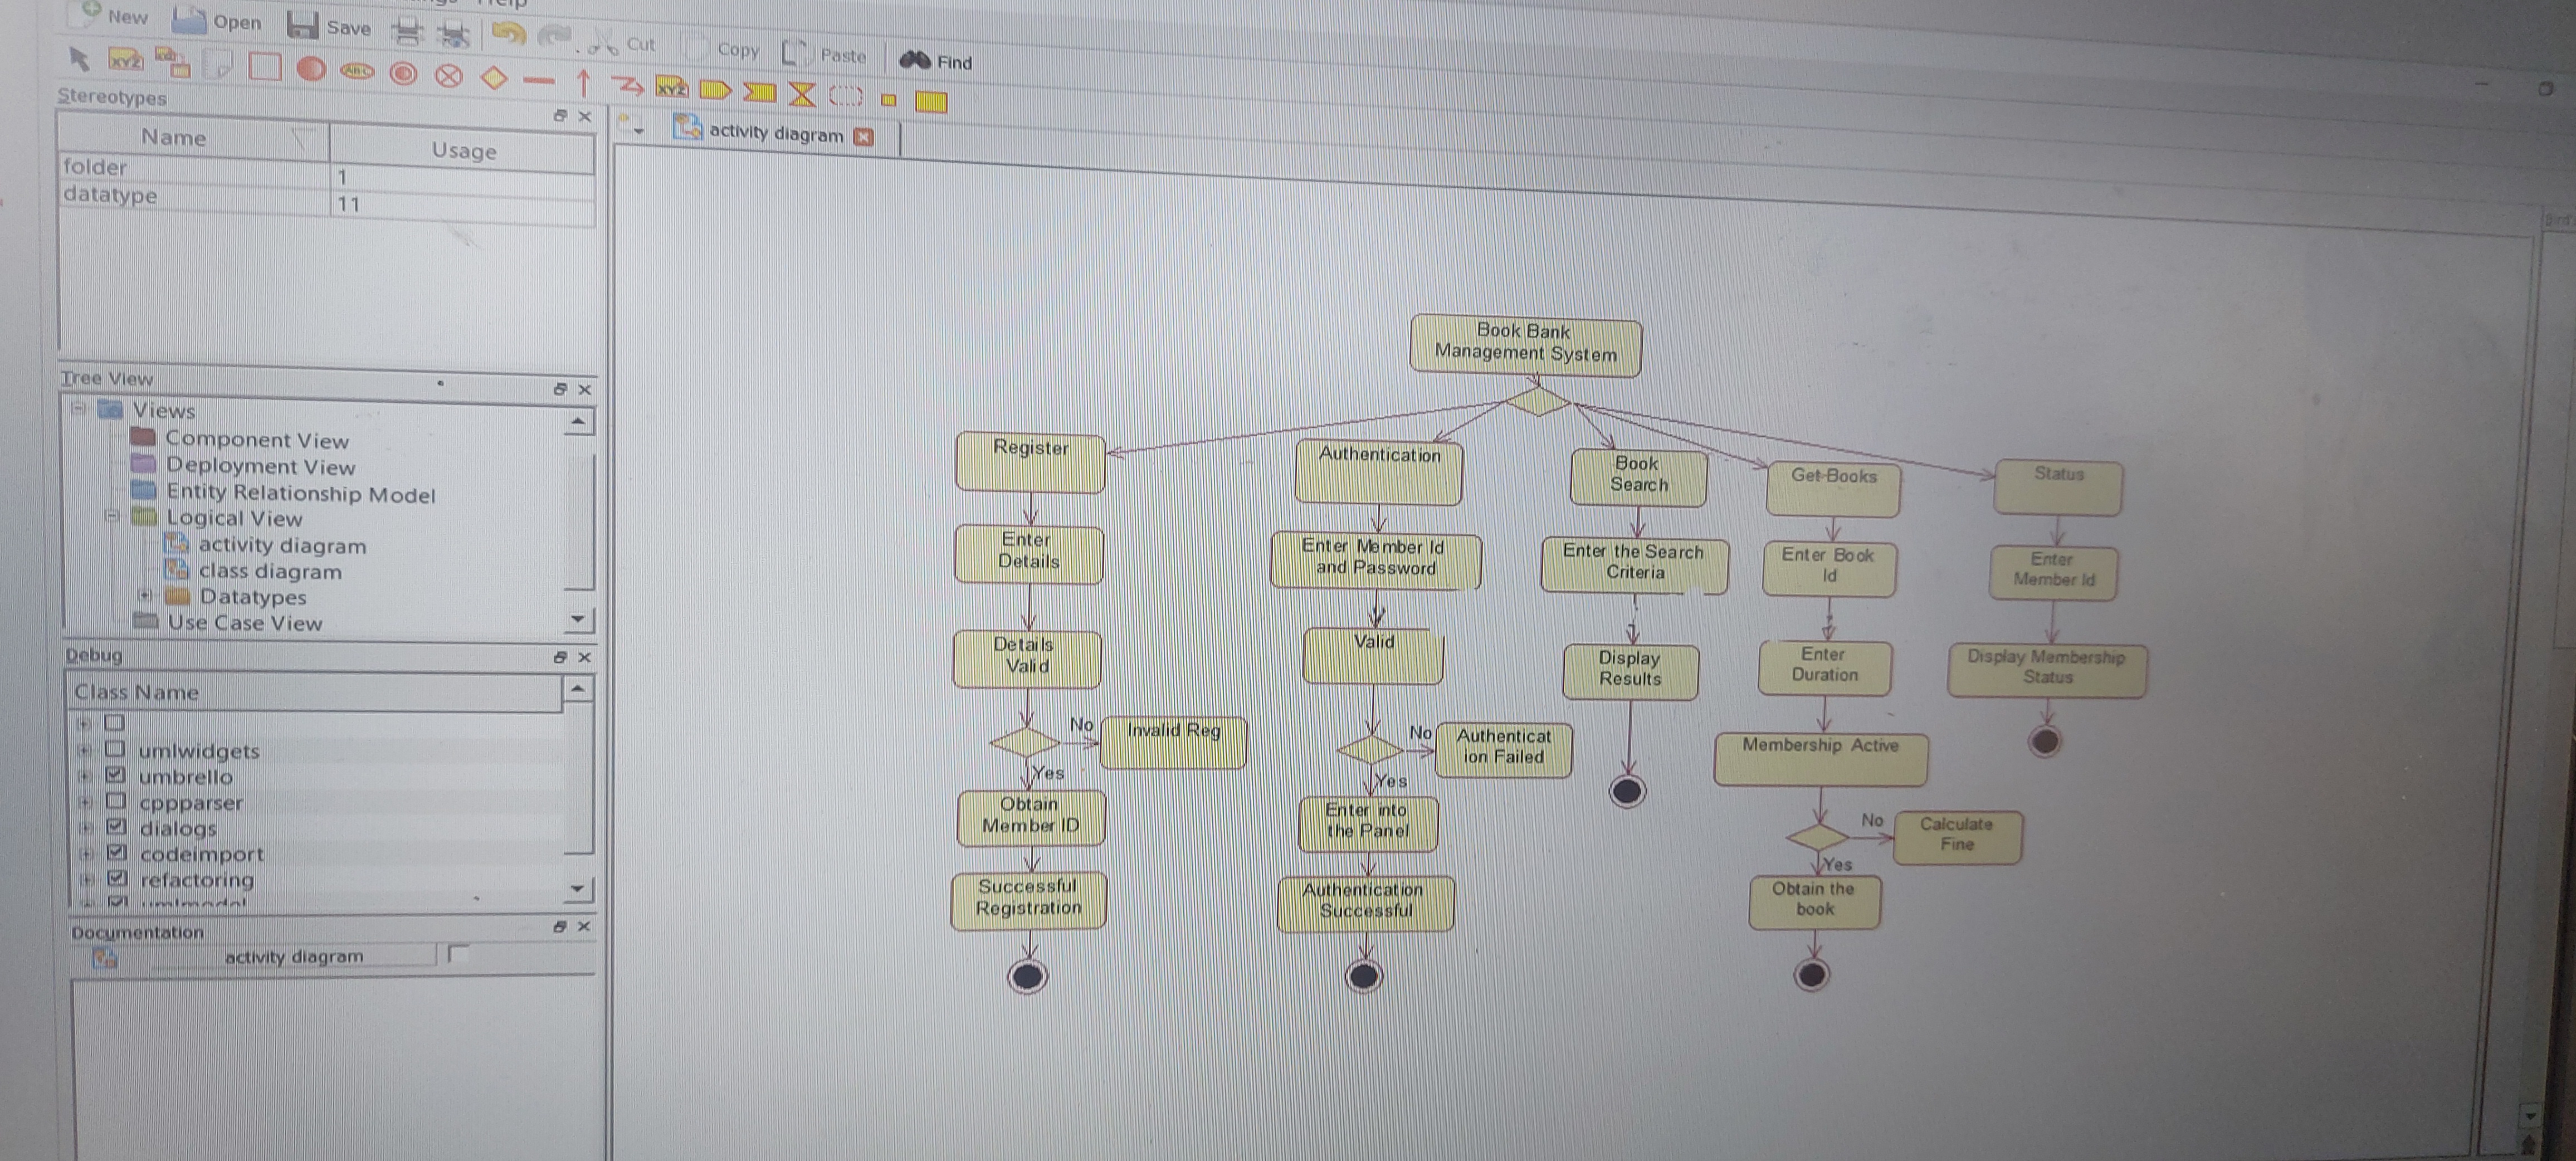 Help
New
Open
Save
Cut
Copy
Paste
Find
XYZ
ABC
XYZ
Stereotypes
Name
Usage
folder
1
datatype
11
activity diagram
Tree View
Views
Component View
Deployment View
Entity Relationship Model
Logical View
activity diagram
class diagram
Datatypes
Use Case View
Debug
Class Name
umlwidgets
umbrello
cppparser
dialogs
codeimport
refactoring
umlmodel
Documentation
activity diagram
Book Bank
Management System
Register
Authentication
Book
Search
Get-Books
Status
Enter
Details
Enter Member Id
and Password
Enter the Search
Criteria
Enter Book
Id
Enter
Member Id
Details
Valid
Valid
Display
Results
Enter
Duration
Display Membership
Status
No
Invalid Reg
No
Authenticat
ion Failed
Membership Active
Yes
Yes
Obtain
Member ID
Enter into
the Panel
No
Calculate
Fine
Yes
Successful
Registration
Authentication
Successful
Obtain the
book